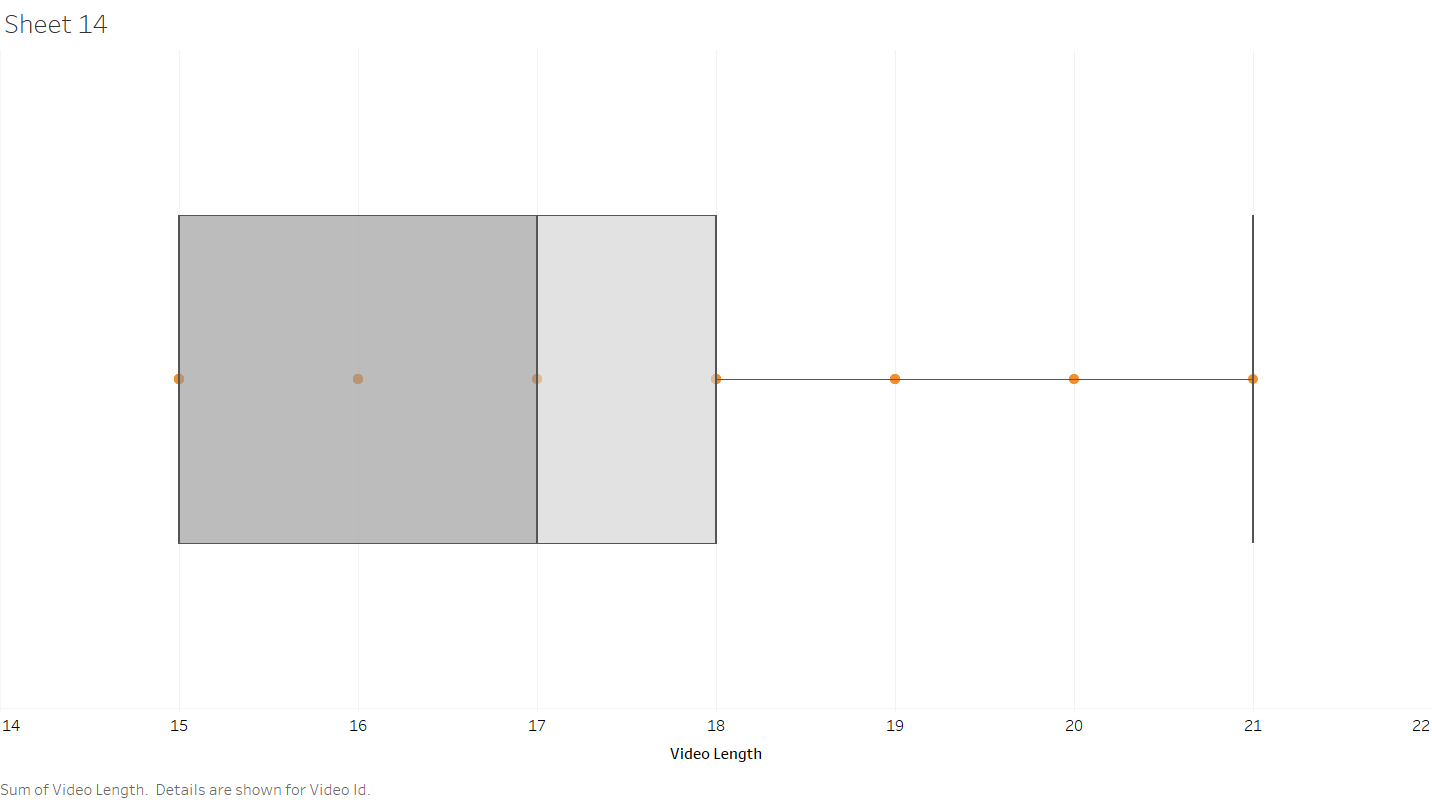 Sheet 14
14 15 16 17 18 19 20 21 22
Video Length
Sum of Video Length. Details are shown for Video Id.